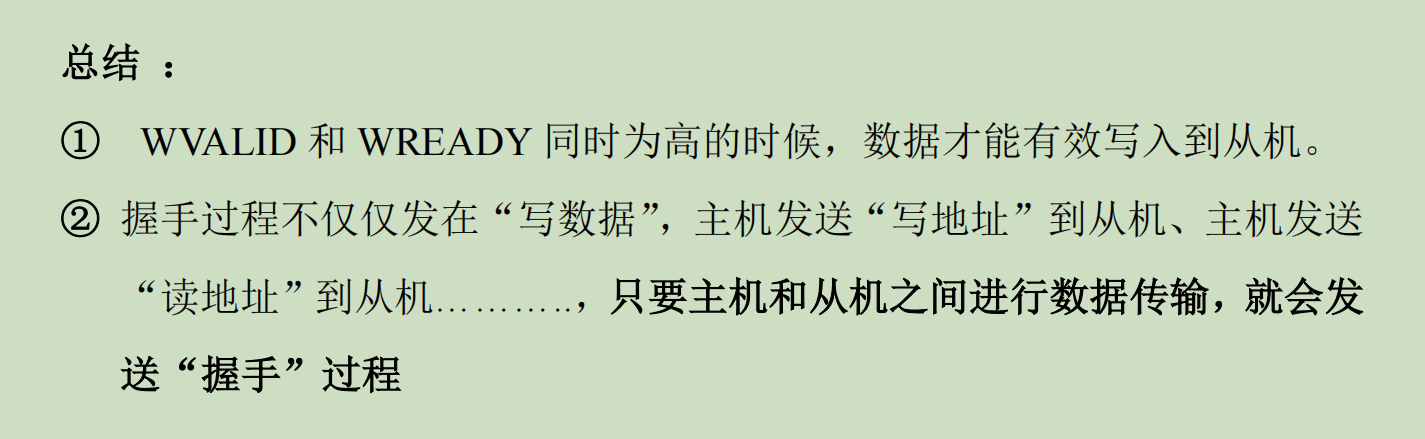 总结 ：
① WVALID 和 WREADY 同时为高的时候，数据才能有效写入到从机。
② 握手过程不仅仅发在“写数据”，主机发送“写地址”到从机、主机发送
“读地址”到从机…………，只要主机和从机之间进行数据传输，就会发
送“握手”过程